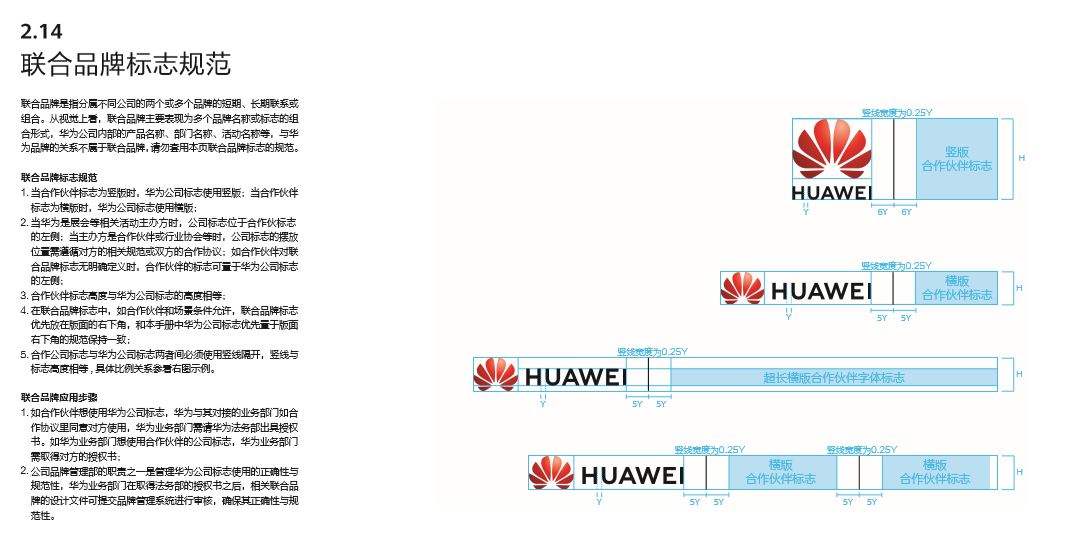 2.14
联合品牌标志规范
联合品牌是指分属不同公司的两个或多个品牌的短期、长期联系或
组合。从视觉上看，联合品牌主要表现为多个品牌名称或标志的组
合形式，华为公司内部的产品名称、部门名称、活动名称等，与华
为品牌的关系不属于联合品牌，请勿套用本页联合品牌标志的规范。
联合品牌标志规范
1. 当合作伙伴标志为竖版时，华为公司标志使用竖版；当合作伙伴
标志为横版时，华为公司标志使用横版；
2. 当华为是展会等相关活动主办方时，公司标志位于合作伙标志
的左侧；当主办方是合作伙伴或行业协会等时，公司标志的摆放
位置需遵循对方的相关规范或双方的合作协议；如合作伙伴对联
合品牌标志无明确定义时，合作伙伴的标志可置于华为公司标志
的左侧；
3. 合作伙伴标志高度与华为公司标志的高度相等；
4. 在联合品牌标志中，如合作伙伴和场景条件允许，联合品牌标志
优先放在版面的右下角，和本手册中华为公司标志优先置于版面
右下角的规范保持一致；
5. 合作公司标志与华为公司标志两者间必须使用竖线隔开，竖线与
标志高度相等，具体比例关系参看右图示例。
联合品牌应用步骤
1. 如合作伙伴想使用华为公司标志，华为与其对接的业务部门如合
作协议里同意对方使用，华为业务部门需请华为法务部出具授权
书。如华为业务部门想使用合作伙伴的公司标志，华为业务部门
需取得对方的授权书；
2. 公司品牌管理部的职责之一是管理华为公司标志使用的正确性与
规范性，华为业务部门在取得法务部的授权书之后，相关联合品
牌的设计文件可提交品牌管理系统进行审核，确保其正确性与规
范性。
竖线宽度为0.25Y
竖版
合作伙伴标志
H
HUAWEI
Y
6Y 6Y
竖线宽度为0.25Y
HUAWEI
横版
合作伙伴标志
H
Y
5Y 5Y
竖线宽度为0.25Y
HUAWEI
超长横版合作伙伴字体标志
H
Y
5Y 5Y
竖线宽度为0.25Y 竖线宽度为0.25Y
HUAWEI
横版
合作伙伴标志
横版
合作伙伴标志
H
Y
5Y 5Y 5Y 5Y